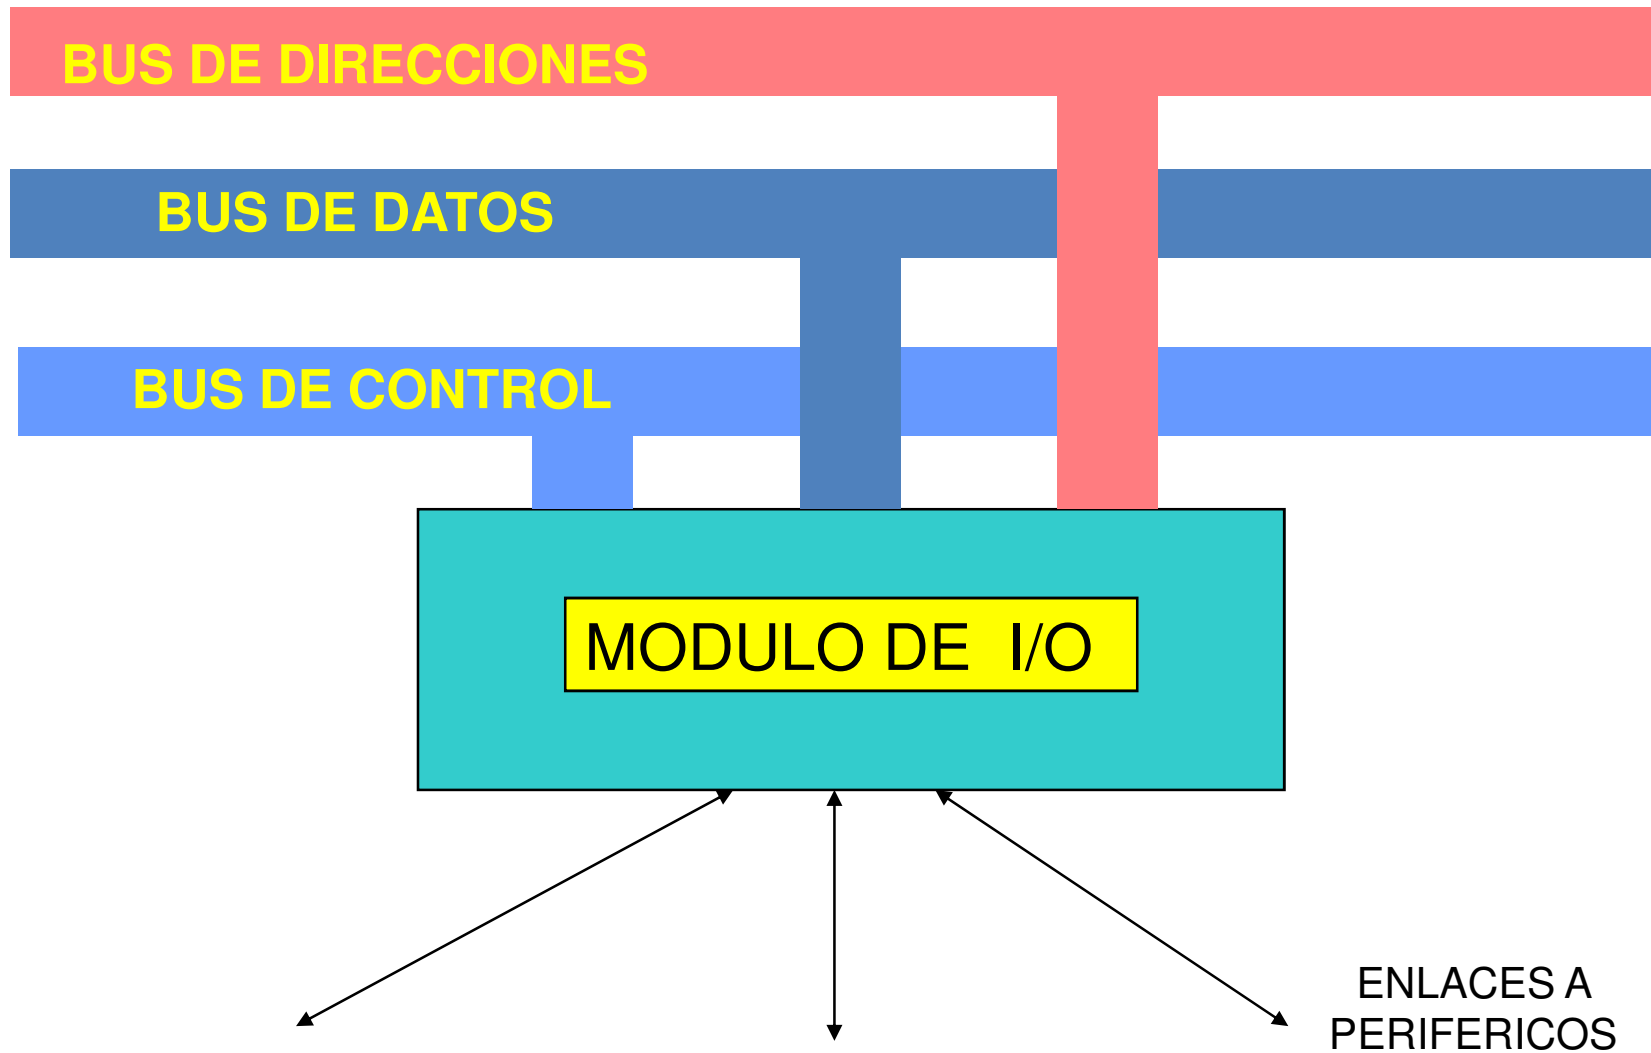 BUS DE DIRECCIONES
BUS DE DATOS
BUS DE CONTROL
MODULO DE I/O
ENLACES A
PERIFERICOS